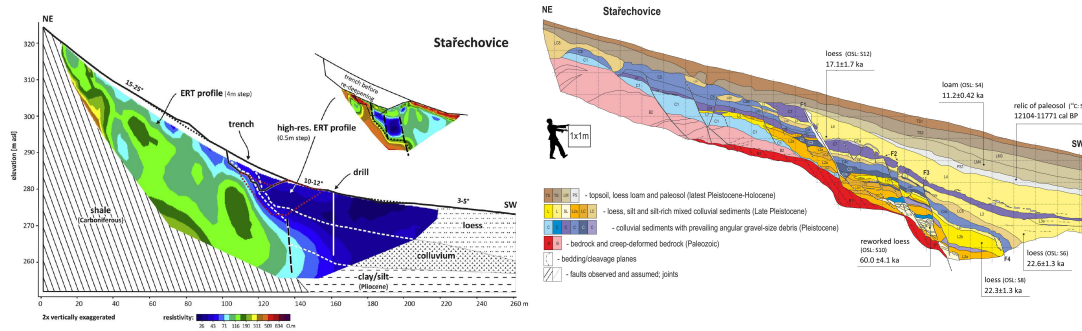 NE
Stařechovice
320
310
300
290
280
270
260
elevation [m asl]
15-25°
ERT profile (4m step)
trench
trench before
re-deepening
high-res. ERT profile
(0.5m step)
drill
10-12°
3-5°
SW
shale
(Carboniferous)
loess
colluvium
clay/silt
(Pliocene)
0 20 40 60 80 100 120 140 160 180 200 220 240 260 m
2x vertically exaggerated
resistivity:
26 43 71 116 190 311 509 834 Ω.m
NE
Stařechovice
loess (OSL: S12)
17.1±1.7 ka
loam (OSL: S4)
11.2±0.42 ka
relic of paleosol
12104-11771 cal BP
SW
1x1m
F1
F2
F3
F4
- topsoil, loess loam and paleosol (latest Pleistocene-Holocene)
- loess, silt and silt-rich mixed colluvial sediments (Late Pleistocene)
- colluvial sediments with prevailing angular gravel-size debris (Pleistocene)
- bedrock and creep-deformed bedrock (Paleozoic)
- bedding/cleavage planes
- faults observed and assumed; joints
reworked loess
(OSL: S10)
60.0 ±4.1 ka
loess (OSL: S6)
22.6±1.3 ka
loess (OSL: S8)
22.3±1.3 ka